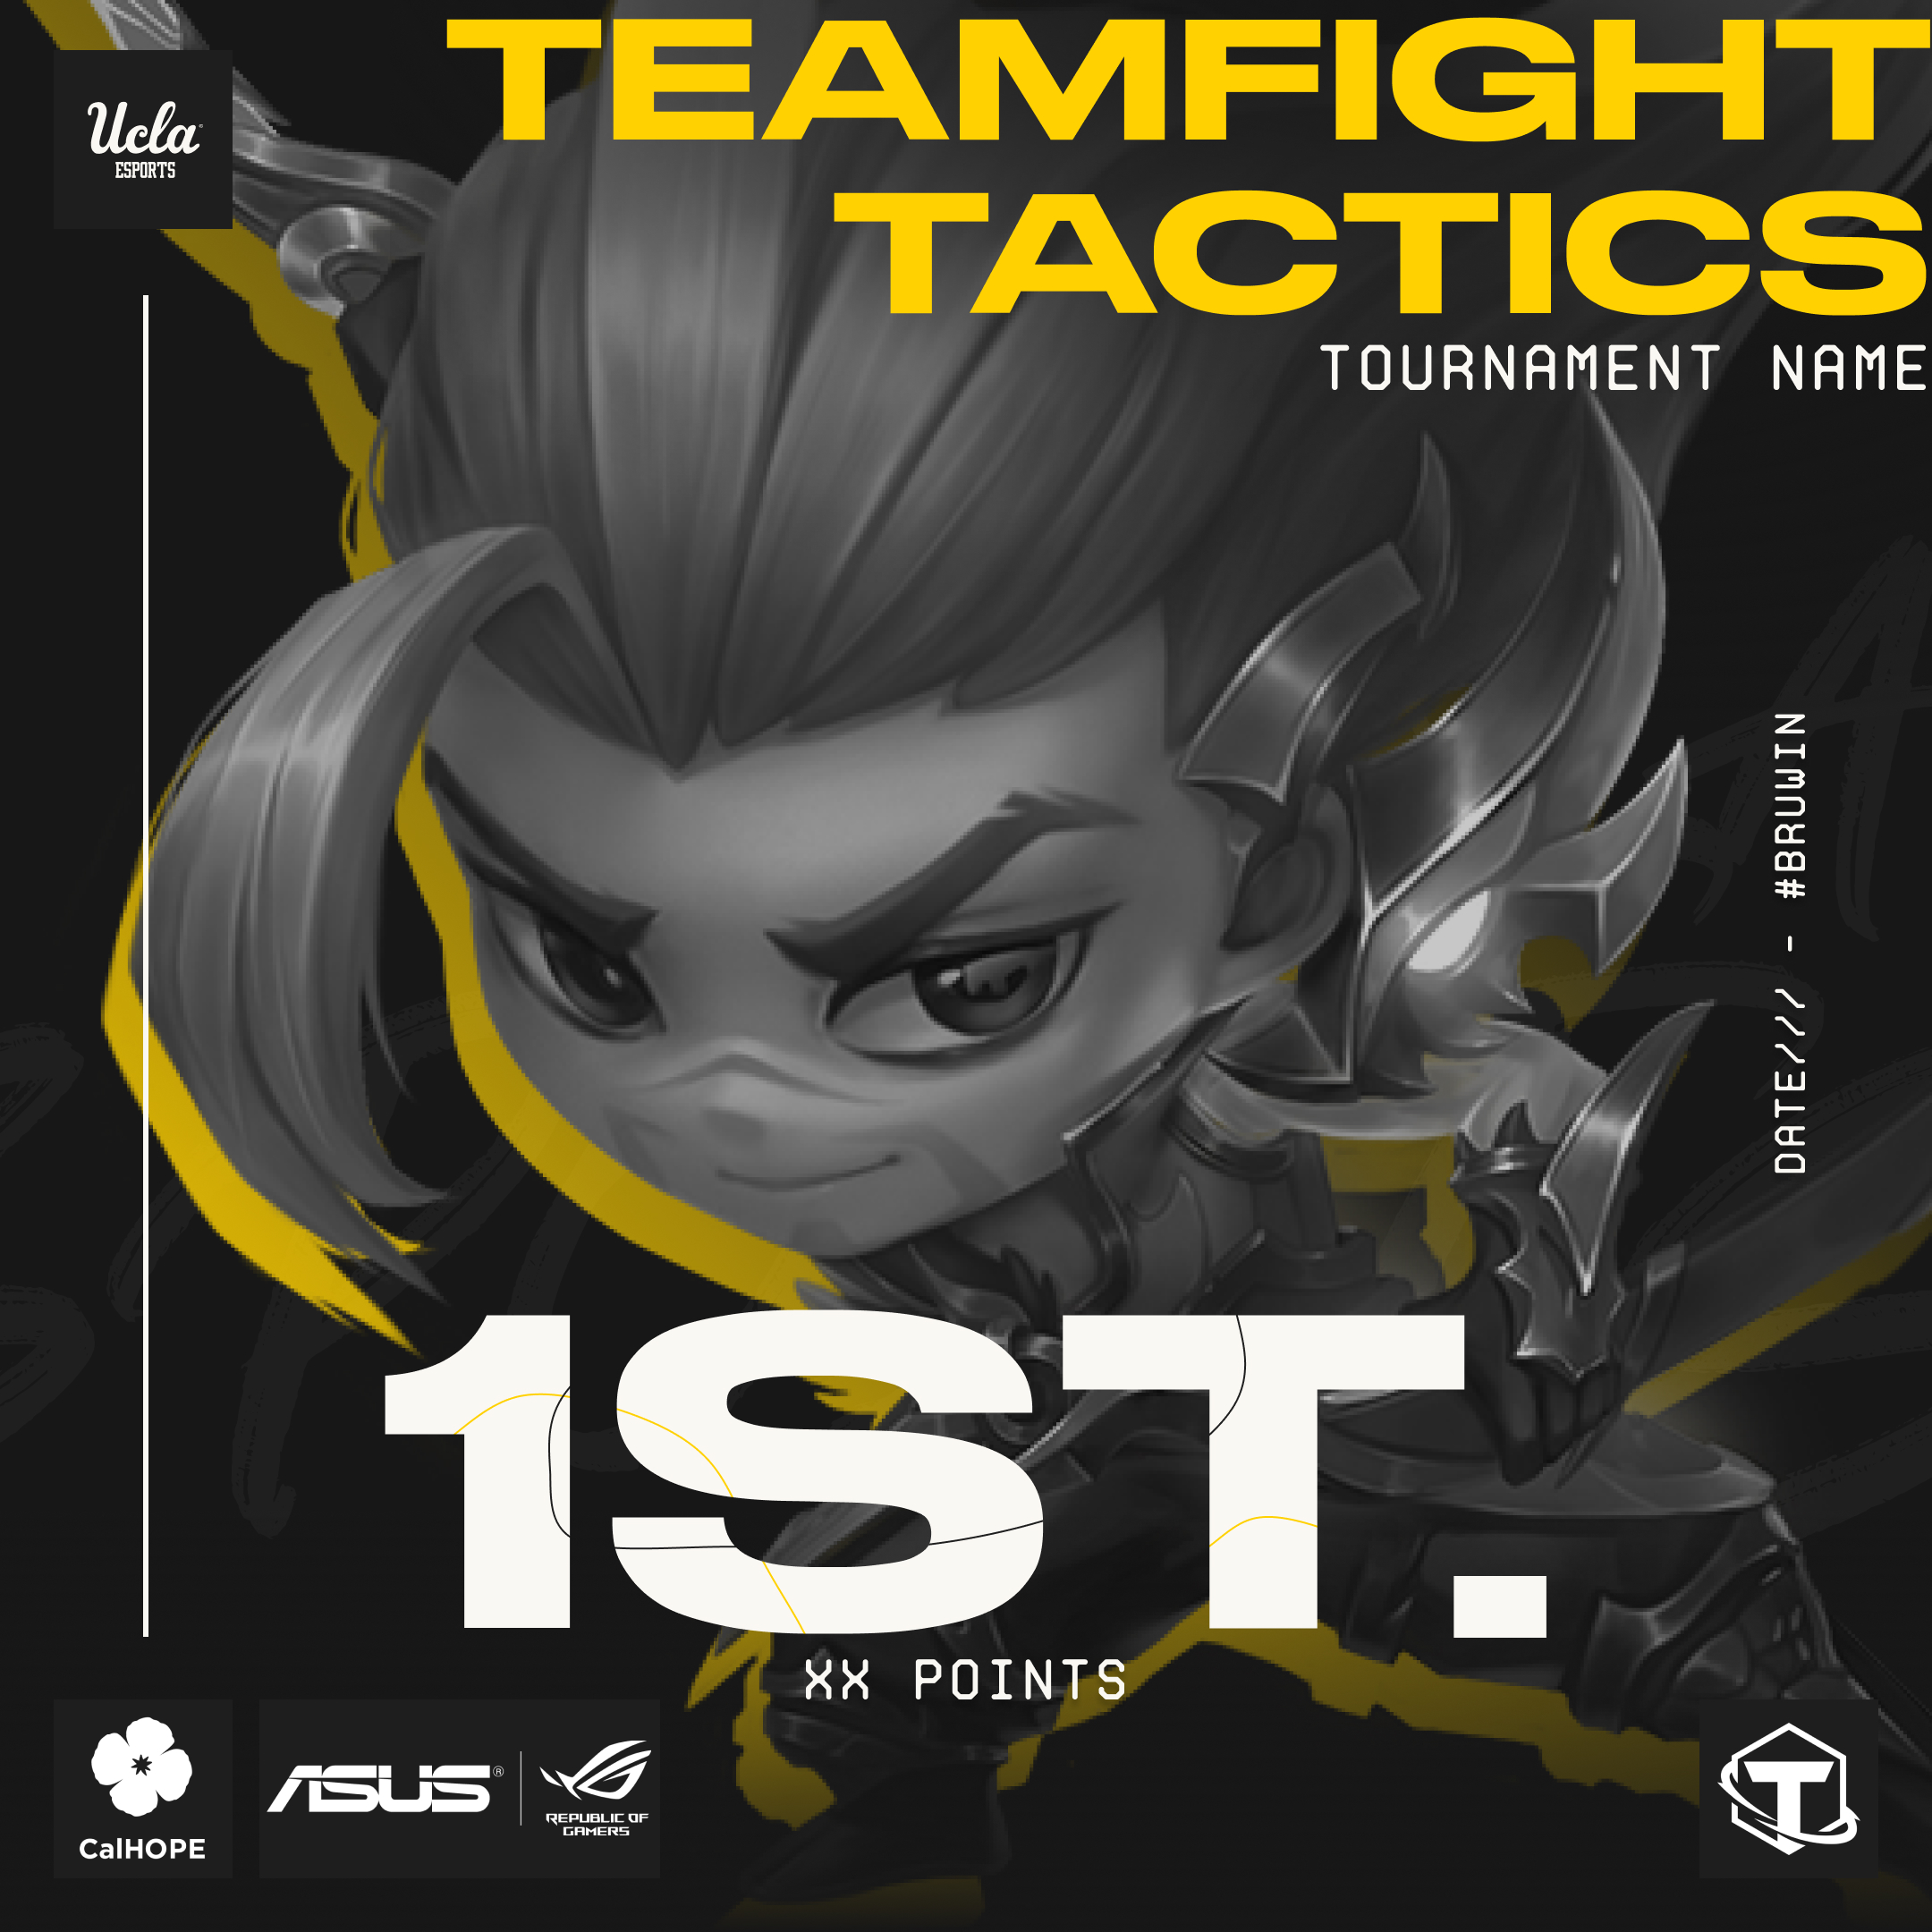 TEAMFIGHT
TACTICS
TOURNAMENT NAME
Ucla
ESPORTS
DATE/// - #BRUWIN
1ST.
XX POINTS
CalHOPE
ASUS®
REPUBLIC OF
GAMERS
T